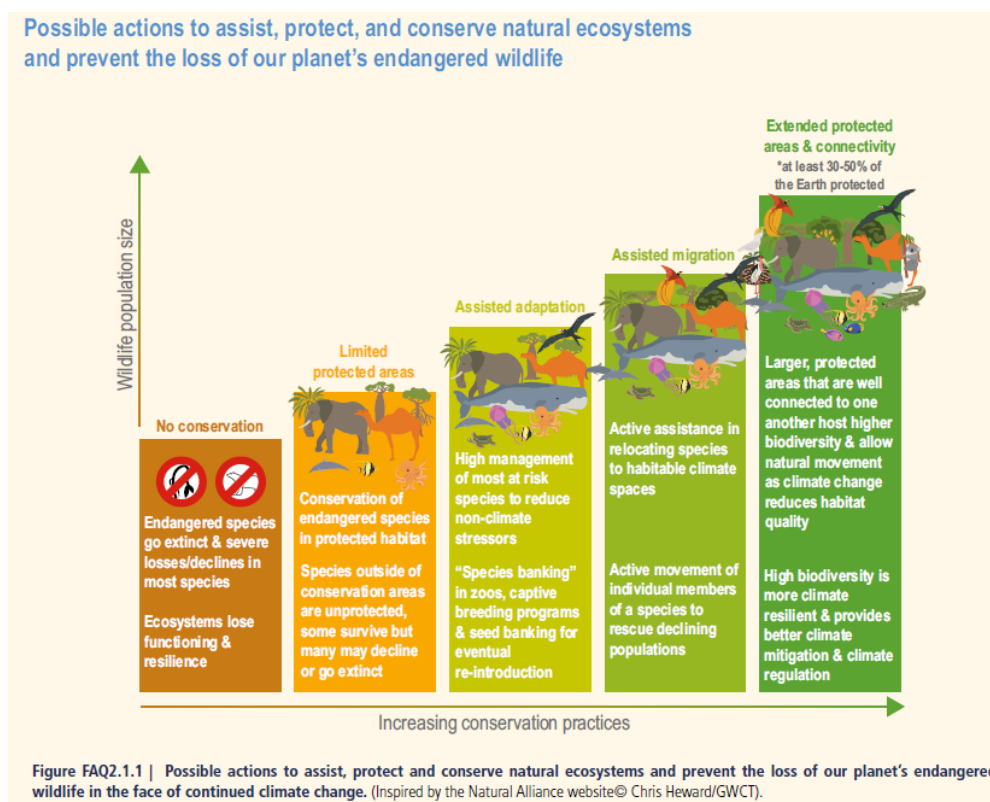 Possible actions to assist, protect, and conserve natural ecosystems
and prevent the loss of our planet's endangered wildlife
Wildlife population size
No conservation
Endangered species
go extinct & severe
losses/declines in
most species
Ecosystems lose
functioning &
resilience
Limited
protected areas
Conservation of
endangered species
in protected habitat
Species outside of
conservation areas
are unprotected,
some survive but
many may decline
or go extinct
Assisted adaptation
High management
of most at risk
species to reduce
non-climate
stressors
"Species banking"
in zoos, captive
breeding programs
& seed banking for
eventual
re-introduction
Assisted migration
Active assistance in
relocating species
to habitable climate
spaces
Active movement of
individual members
of a species to
rescue declining
populations
Extended protected
areas & connectivity
*at least 30-50% of
the Earth protected
Larger, protected
areas that are well
connected to one
another host higher
biodiversity & allow
natural movement
as climate change
reduces habitat
quality
High biodiversity is
more climate
resilient & provides
better climate
mitigation & climate
regulation
Increasing conservation practices
Figure FAQ2.1.1 | Possible actions to assist, protect and conserve natural ecosystems and prevent the loss of our planet's endangered
wildlife in the face of continued climate change. (Inspired by the Natural Alliance website© Chris Heward/GWCT).